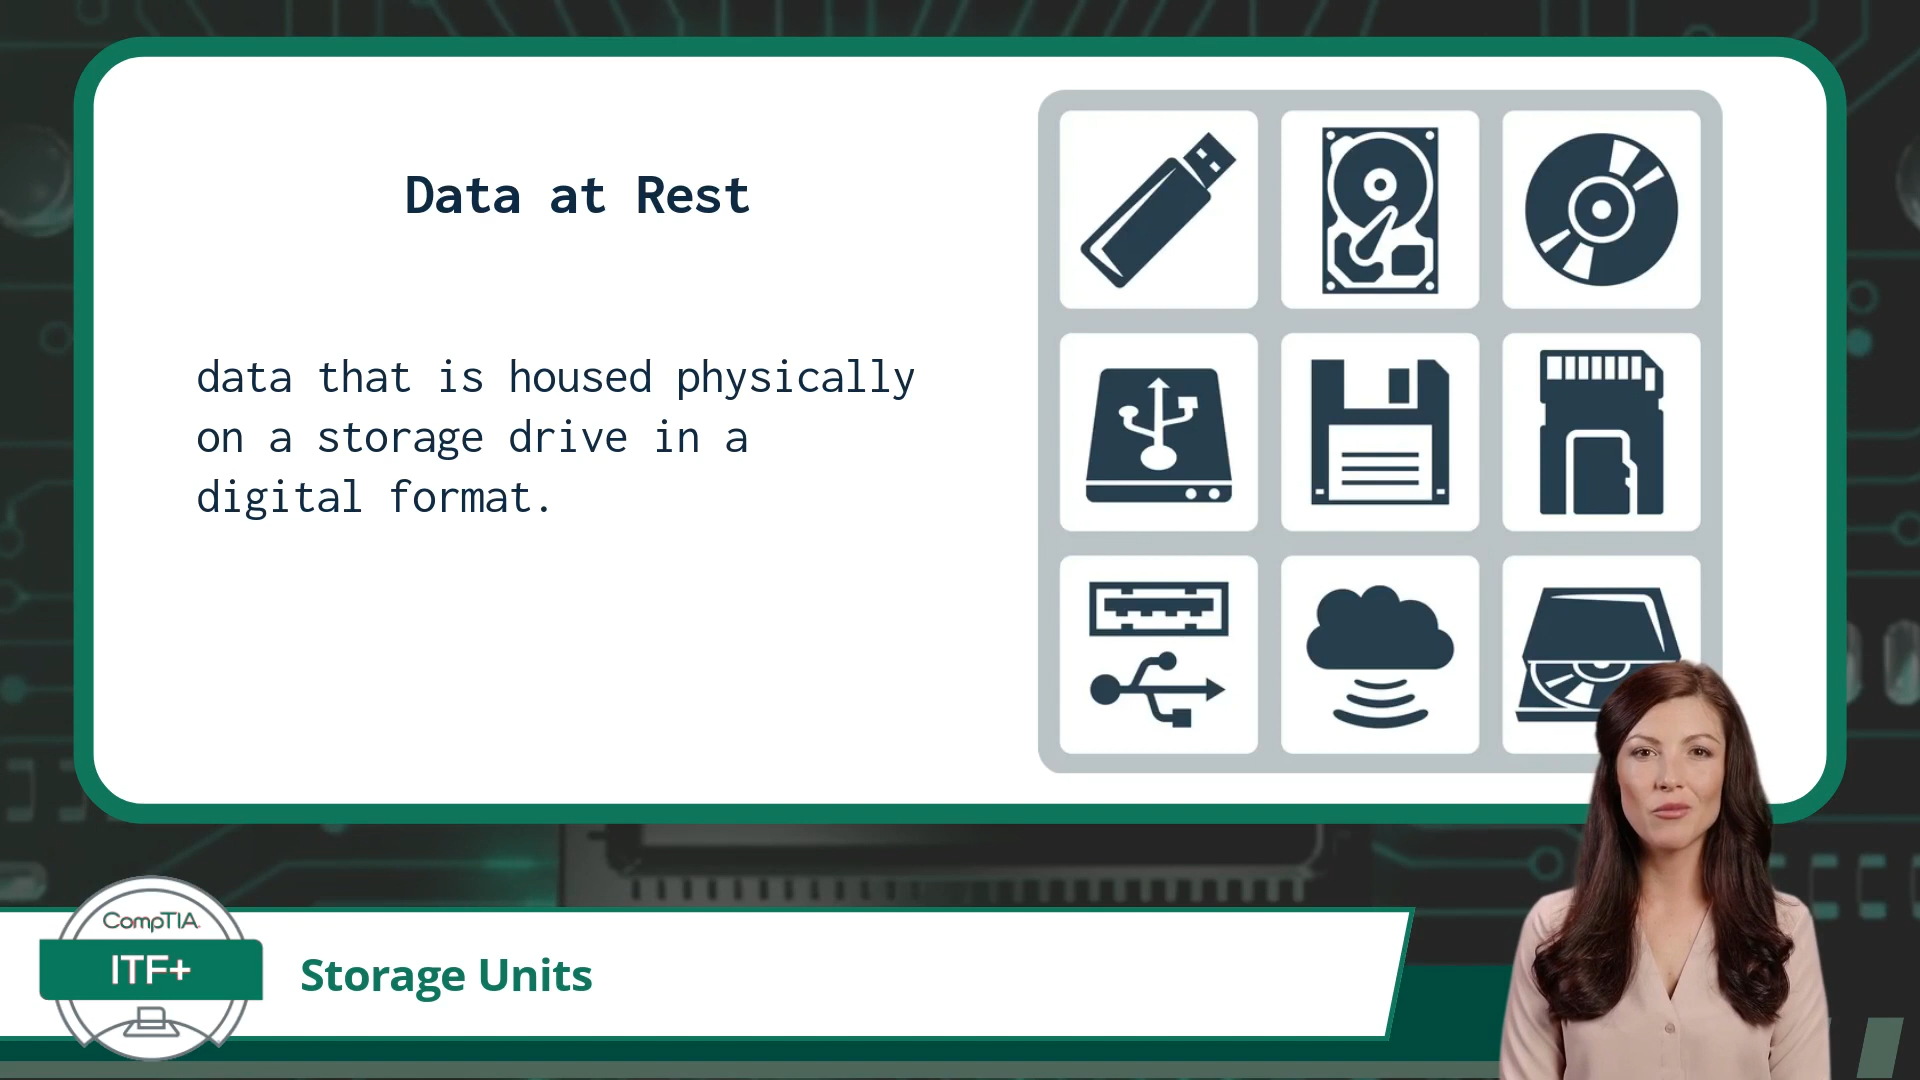 Data at Rest
data that is housed physically
on a storage drive in a
digital format.
CompTIA
ITF+
Storage Units